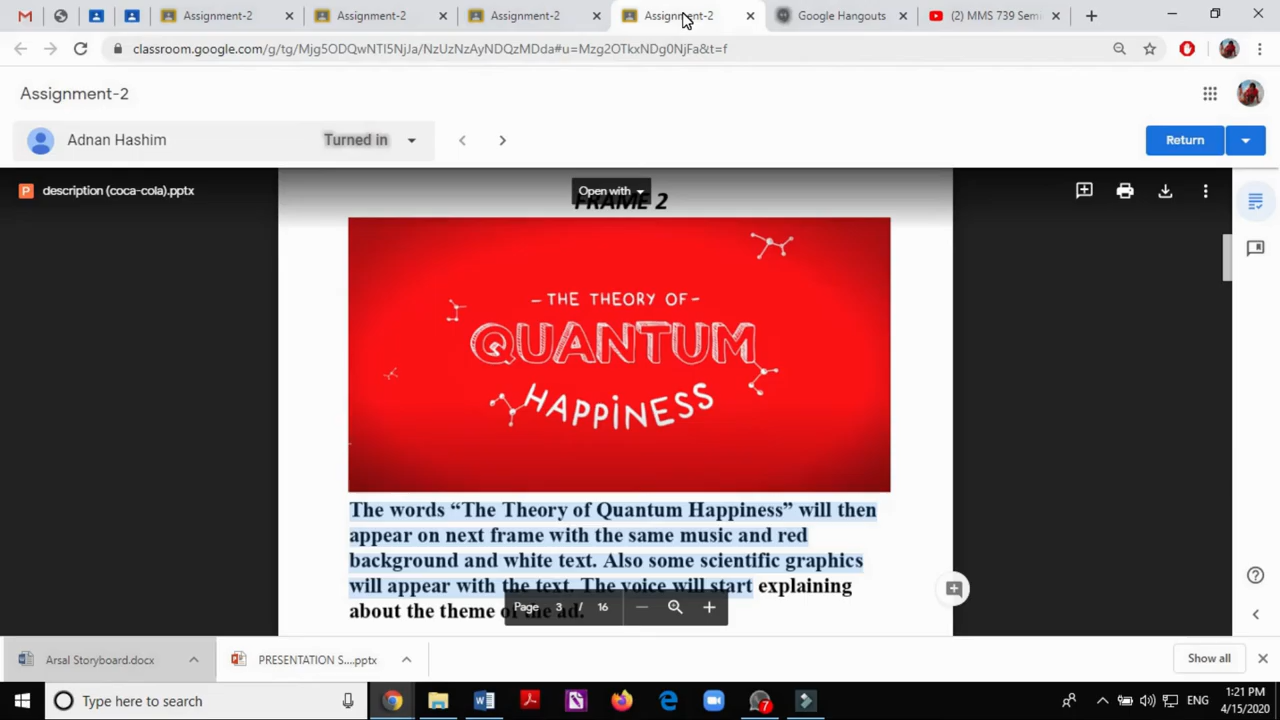 Assignment-2
Assignment-2
Assignment-2
Assignment-2
Google Hangouts
(2) MMS 739 Semi
classroom.google.com/g/tg/Mjg5ODQwNTI5NjJa/NzUzNzAyNDQzMDda#u=Mzg2OTkxNDg0NjFa&t=f
Assignment-2
Adnan Hashim
Turned in
Return
P
description (coca-cola).pptx
Open with
FRAME 2
– THE THEORY OF –
QUANTUM
HAPPINESS
The words “The Theory of Quantum Happiness” will then
appear on next frame with the same music and red
background and white text. Also some scientific graphics
will appear with the text. The voice will start explaining
about the theme of the ad.
Page 3 / 16
Arsal Storyboard.docx
PRESENTATION S....pptx
Show all
Type here to search
7
ENG
1:21 PM
4/15/2020